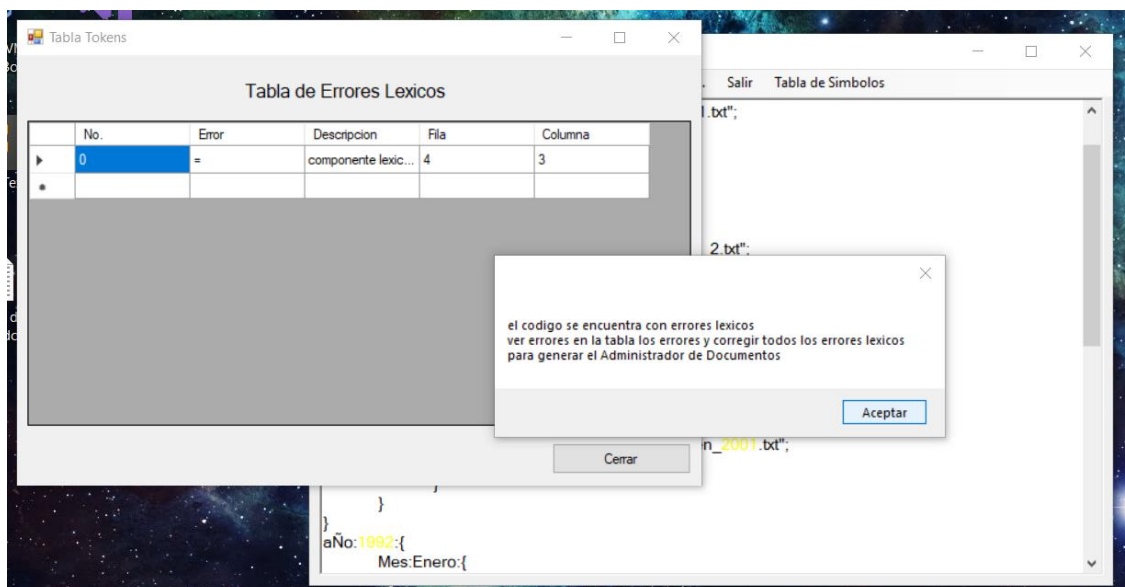 Tabla Tokens
Tabla de Errores Lexicos
No. Error Descripcion Fila Columna
0 = componente lexic... 4 3
Cerrar
Salir Tabla de Simbolos
.txt";
2.txt";
el codigo se encuentra con errores lexicos
ver errores en la tabla los errores y corregir todos los errores lexicos
para generar el Administrador de Documentos
Aceptar
n_2001.txt";
}
}
}
aÑo:1992:{
Mes:Enero:{